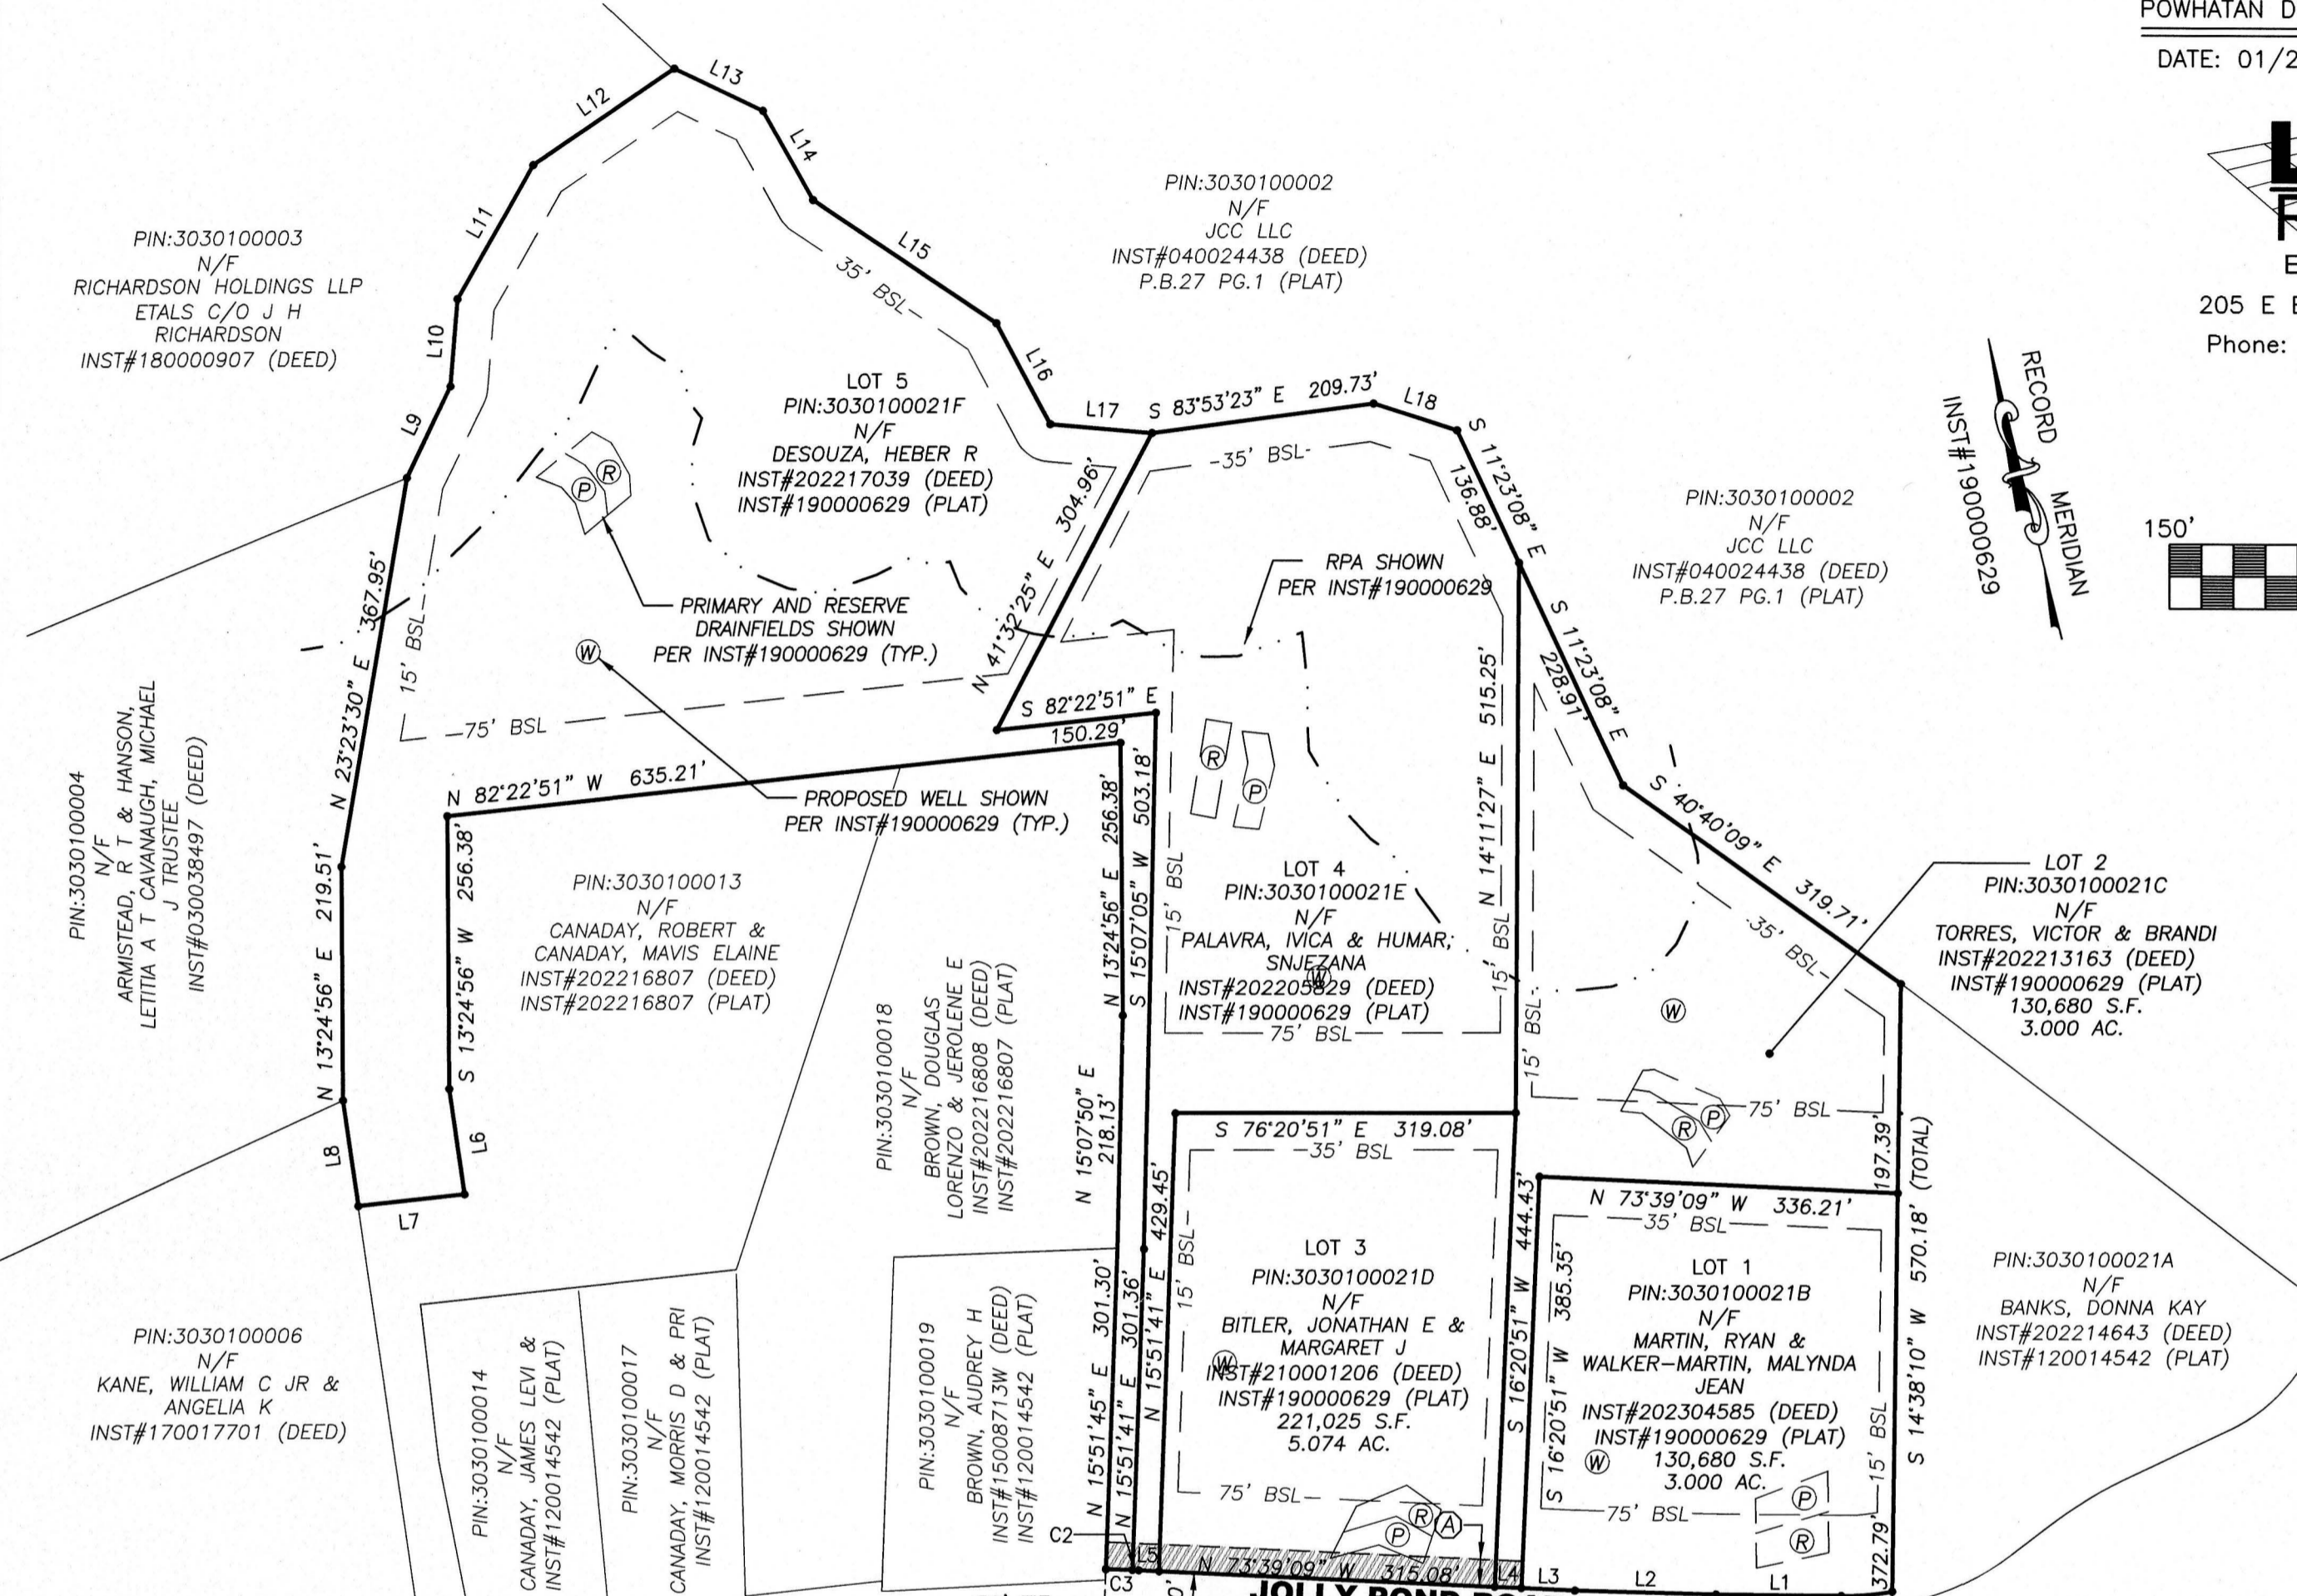 POWHATAN D
DATE: 01/2
205 E
Phone:
150'
RECORD MERIDIAN
INST#190000629
L12
L13
L14
L11
L15
L10
L16
L9
L17
S 83°53'23" E 209.73'
L18
S 11°23'08" E
136.88'
PIN:3030100003
N/F
RICHARDSON HOLDINGS LLP
ETALS C/O J H
RICHARDSON
INST#180000907 (DEED)
PIN:3030100002
N/F
JCC LLC
INST#040024438 (DEED)
P.B.27 PG.1 (PLAT)
35' BSL
LOT 5
PIN:3030100021F
N/F
DESOUZA, HEBER R
INST#202217039 (DEED)
INST#190000629 (PLAT)
R
P
-35' BSL-
PIN:3030100002
N/F
JCC LLC
INST#040024438 (DEED)
P.B.27 PG.1 (PLAT)
N 41°32'25" E 304.96'
RPA SHOWN
PER INST#190000629
PRIMARY AND RESERVE
DRAINFIELDS SHOWN
PER INST#190000629 (TYP.)
W
S 11°23'08" E
228.91'
N 23°23'30" E 367.95'
15' BSL
75' BSL
S 82°22'51" E
150.29'
N 82°22'51" W 635.21'
PROPOSED WELL SHOWN
PER INST#190000629 (TYP.)
PIN:3030100004
N/F
ARMISTEAD, R T & HANSON,
LETITIA A T CAVANAUGH, MICHAEL
J TRUSTEE
INST#030038497 (DEED)
N 13°24'56" E 219.51'
S 13°24'56" W 256.38'
PIN:3030100013
N/F
CANADAY, ROBERT &
CANADAY, MAVIS ELAINE
INST#202216807 (DEED)
INST#202216807 (PLAT)
N 13°24'56" E 256.38'
S 15°07'05" W 503.18'
R
P
N 14°11'27" E 515.25'
15' BSL
15' BSL
LOT 4
PIN:3030100021E
N/F
PALAVRA, IVICA & HUMAR;
SNJEZANA
W
INST#202205829 (DEED)
INST#190000629 (PLAT)
75' BSL
S 40°40'09" E 319.71'
35' BSL
LOT 2
PIN:3030100021C
N/F
TORRES, VICTOR & BRANDI
INST#202213163 (DEED)
INST#190000629 (PLAT)
130,680 S.F.
3.000 AC.
W
15' BSL
75' BSL
R
P
PIN:3030100018
N/F
BROWN, DOUGLAS
LORENZO & JEROLENE E
INST#202216808 (DEED)
INST#202216807 (PLAT)
N 15°07'50" E
218.13'
L8
L6
L7
S 76°20'51" E 319.08'
35' BSL
197.39'
S 14°38'10" W 570.18' (TOTAL)
N 73°39'09" W 336.21'
35' BSL
PIN:3030100006
N/F
KANE, WILLIAM C JR &
ANGELIA K
INST#170017701 (DEED)
PIN:3030100014
N/F
CANADAY, JAMES LEVI &
INST#120014542 (PLAT)
PIN:3030100017
N/F
CANADAY, MORRIS D & PRI
INST#120014542 (PLAT)
PIN:3030100019
N/F
BROWN, AUDREY H
INST#150008713W (DEED)
INST#120014542 (PLAT)
N 15°51'45" E 301.30'
N 15°51'41" E 301.36'
N 15°51'41" E 429.45'
15' BSL
LOT 3
PIN:3030100021D
N/F
BITLER, JONATHAN E &
MARGARET J
W
INST#210001206 (DEED)
INST#190000629 (PLAT)
221,025 S.F.
5.074 AC.
75' BSL
R
P
A
S 16°20'51" W 444.43'
S 16°20'51" W 385.35'
LOT 1
PIN:3030100021B
N/F
MARTIN, RYAN &
WALKER-MARTIN, MALYNDA
JEAN
INST#202304585 (DEED)
INST#190000629 (PLAT)
W
130,680 S.F.
3.000 AC.
75' BSL
P
R
15' BSL
372.79'
PIN:3030100021A
N/F
BANKS, DONNA KAY
INST#202214643 (DEED)
INST#120014542 (PLAT)
C2
C3
L5
N 73°39'09" W 315.08'
L4
L3
L2
L1
JOLLY POND